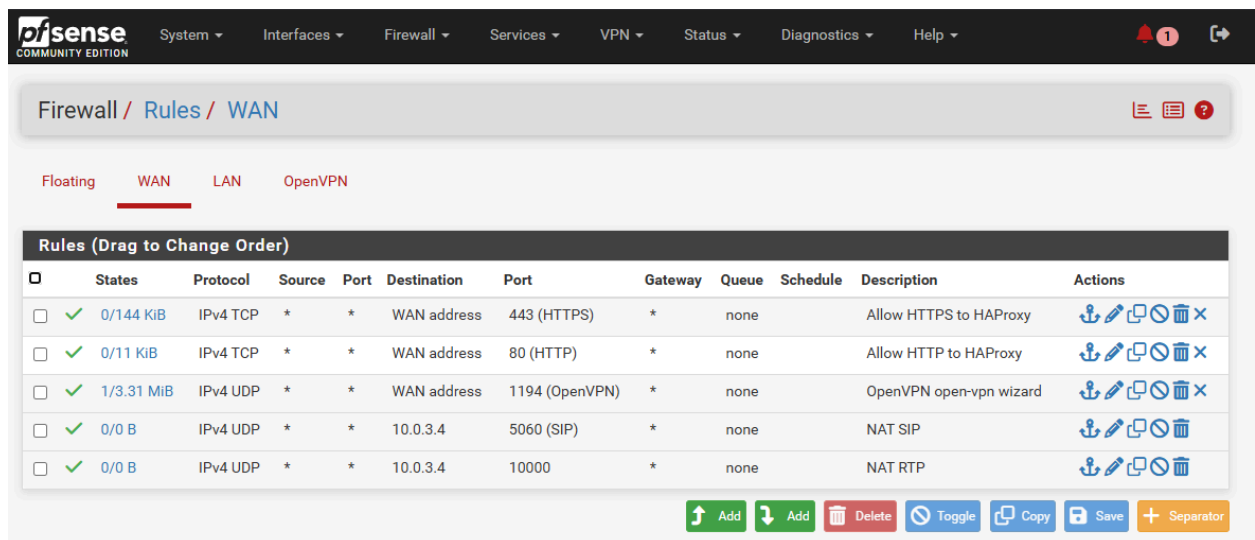 pfsense System Interfaces Firewall Services VPN Status Diagnostics Help 1
COMMUNITY EDITION
Firewall / Rules / WAN
Floating WAN LAN OpenVPN
Rules (Drag to Change Order)
States Protocol Source Port Destination Port Gateway Queue Schedule Description Actions
0/144 KiB IPv4 TCP * * WAN address 443 (HTTPS) * none Allow HTTPS to HAProxy
0/11 KiB IPv4 TCP * * WAN address 80 (HTTP) * none Allow HTTP to HAProxy
1/3.31 MiB IPv4 UDP * * WAN address 1194 (OpenVPN) * none OpenVPN open-vpn wizard
0/0 B IPv4 UDP * * 10.0.3.4 5060 (SIP) * none NAT SIP
0/0 B IPv4 UDP * * 10.0.3.4 10000 * none NAT RTP
Add Add Delete Toggle Copy Save Separator